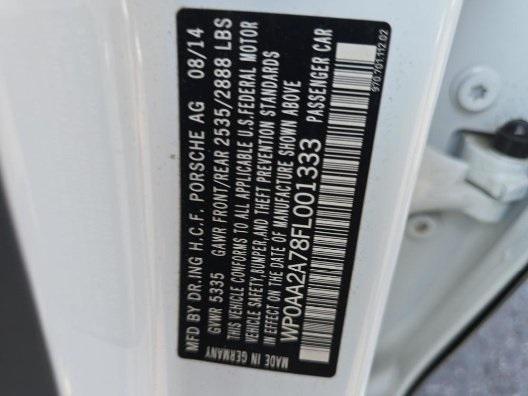 MFD BY DR.ING H.C.F. PORSCHE AG 08/14
GVWR 5335 GAWR FRONT/REAR 2535/2888 LBS
THIS VEHICLE CONFORMS TO ALL APPLICABLE U.S.FEDERAL MOTOR
VEHICLE SAFETY,BUMPER,AND THEFT PREVENTION STANDARDS
IN EFFECT ON THE DATE OF MANUFACTURE SHOWN ABOVE
WP0AA2A78FL001333 PASSENGER CAR
MADE IN GERMANY
970.701.112.02